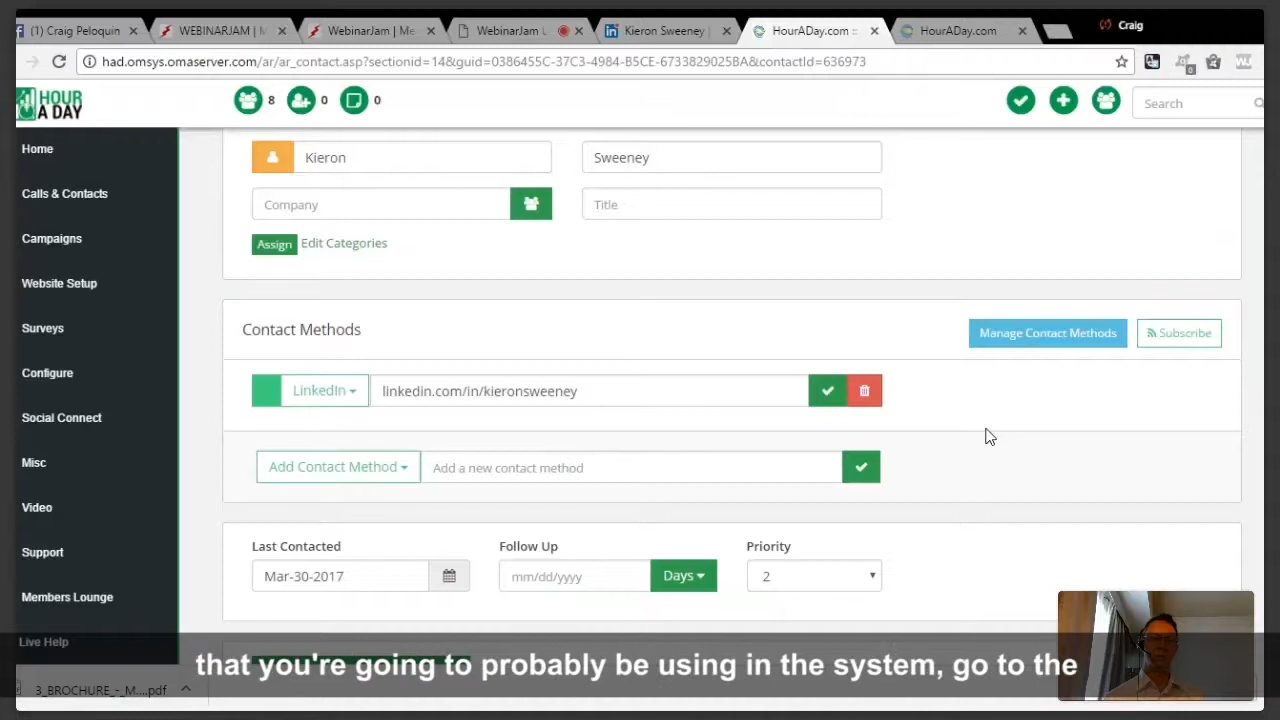 (1) Craig Peloquin
WEBINARJAM | M
WebinarJam | Me
WebinarJam L
Kieron Sweeney |
HourADay.com ::
HourADay.com
Craig
had.omsys.omaserver.com/ar/ar_contact.asp?sectionid=14&guid=0386455C-37C3-4984-B5CE-6733829025BA&contactId=636973
HOUR
A DAY
8
0
0
Search
Home
Calls & Contacts
Campaigns
Website Setup
Surveys
Configure
Social Connect
Misc
Video
Support
Members Lounge
Live Help
Kieron
Sweeney
Company
Title
Assign Edit Categories
Contact Methods
Manage Contact Methods
Subscribe
LinkedIn
linkedin.com/in/kieronsweeney
Add Contact Method
Add a new contact method
Last Contacted
Follow Up
Priority
Mar-30-2017
mm/dd/yyyy
Days
2
that you're going to probably be using in the system, go to the
3_BROCHURE_-_M....pdf